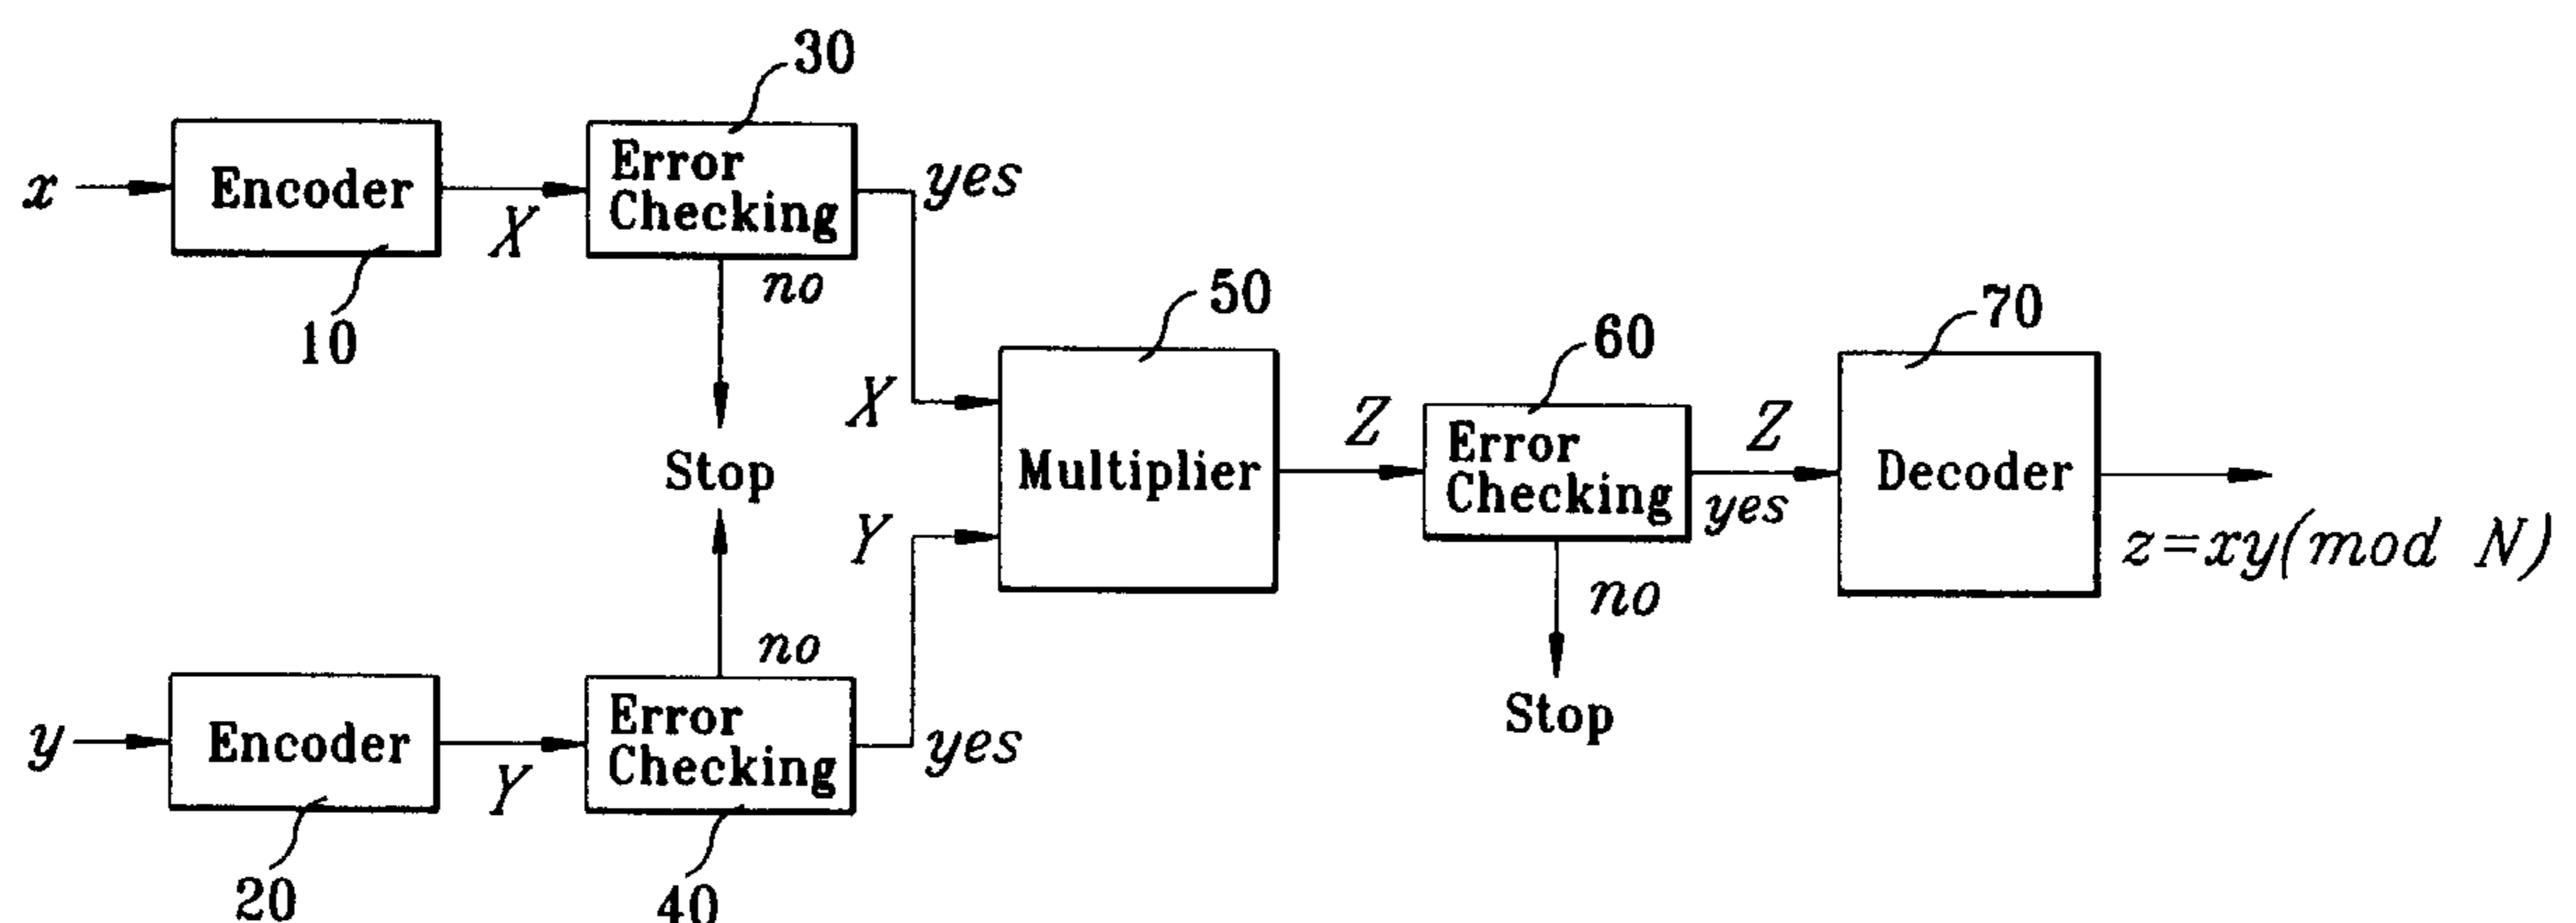 30
x
Encoder
X
Error
Checking
yes
no
10
50
60
70
X
Stop
Y
Multiplier
Z
Error
Checking
Z
yes
Decoder
z=xy(mod N)
no
no
Stop
y
Encoder
Y
Error
Checking
yes
20
40